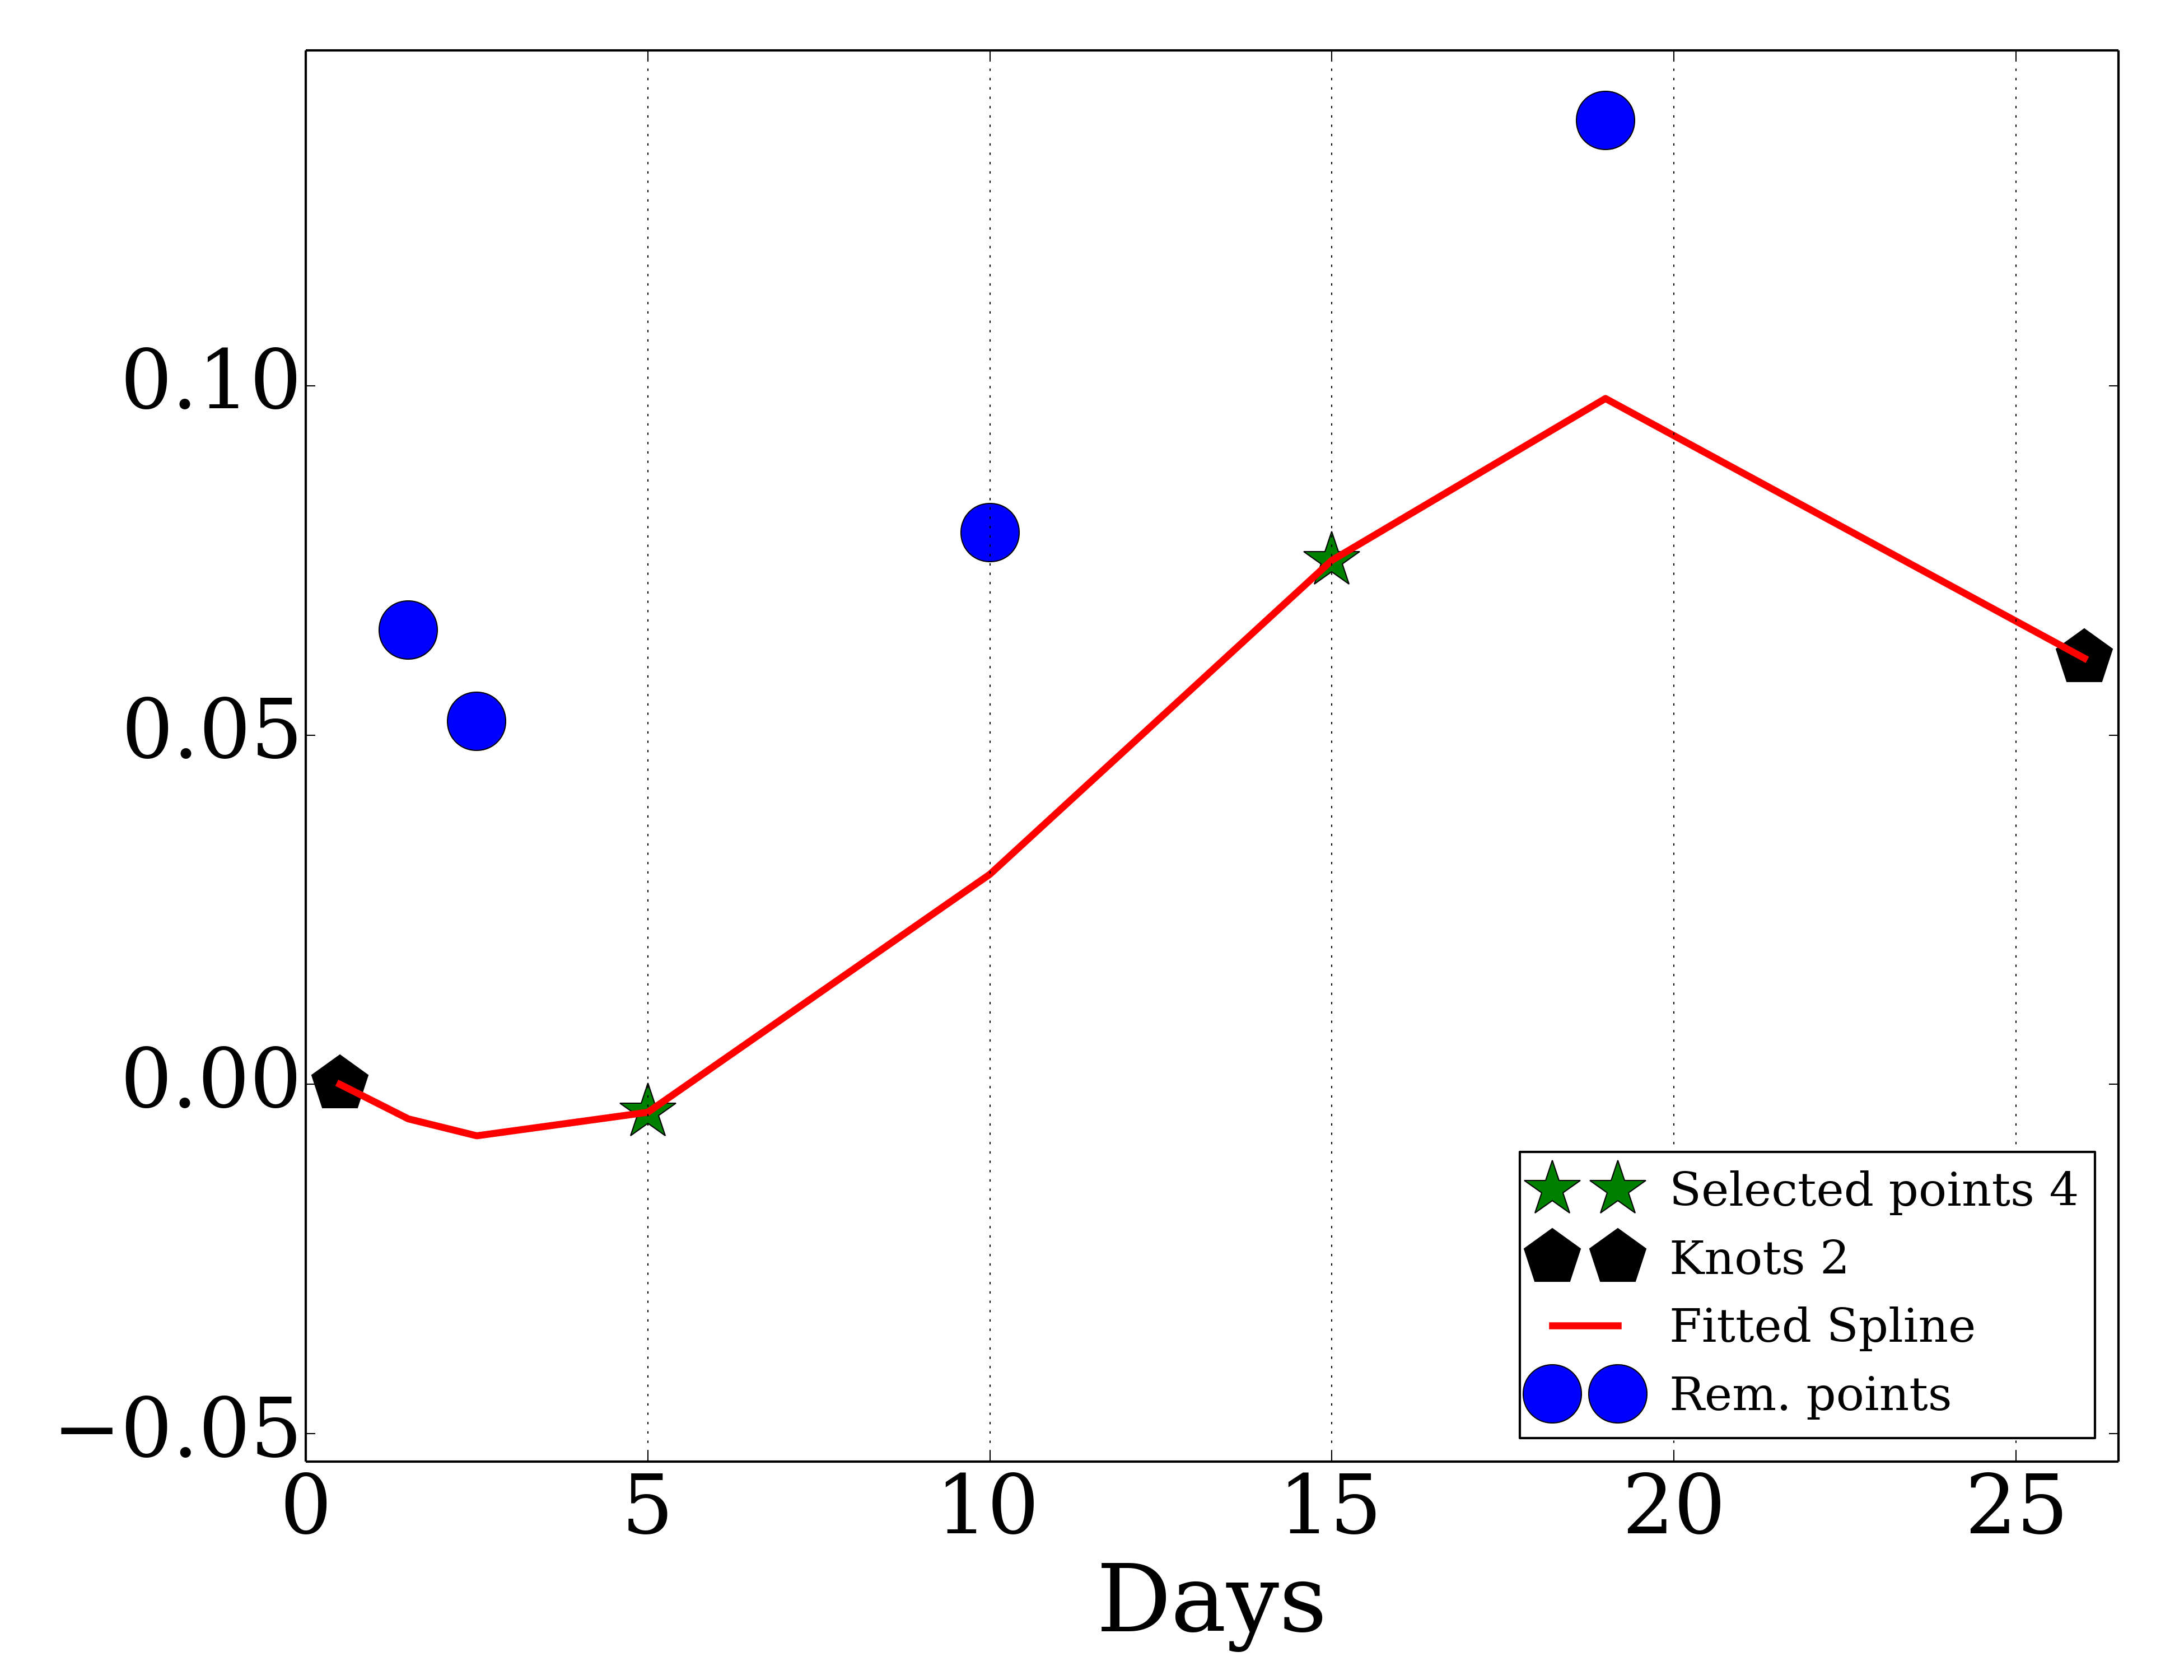 0.10
0.05
0.00
−0.05
0 5 10 15 20 25
Days
Selected points 4
Knots 2
Fitted Spline
Rem. points